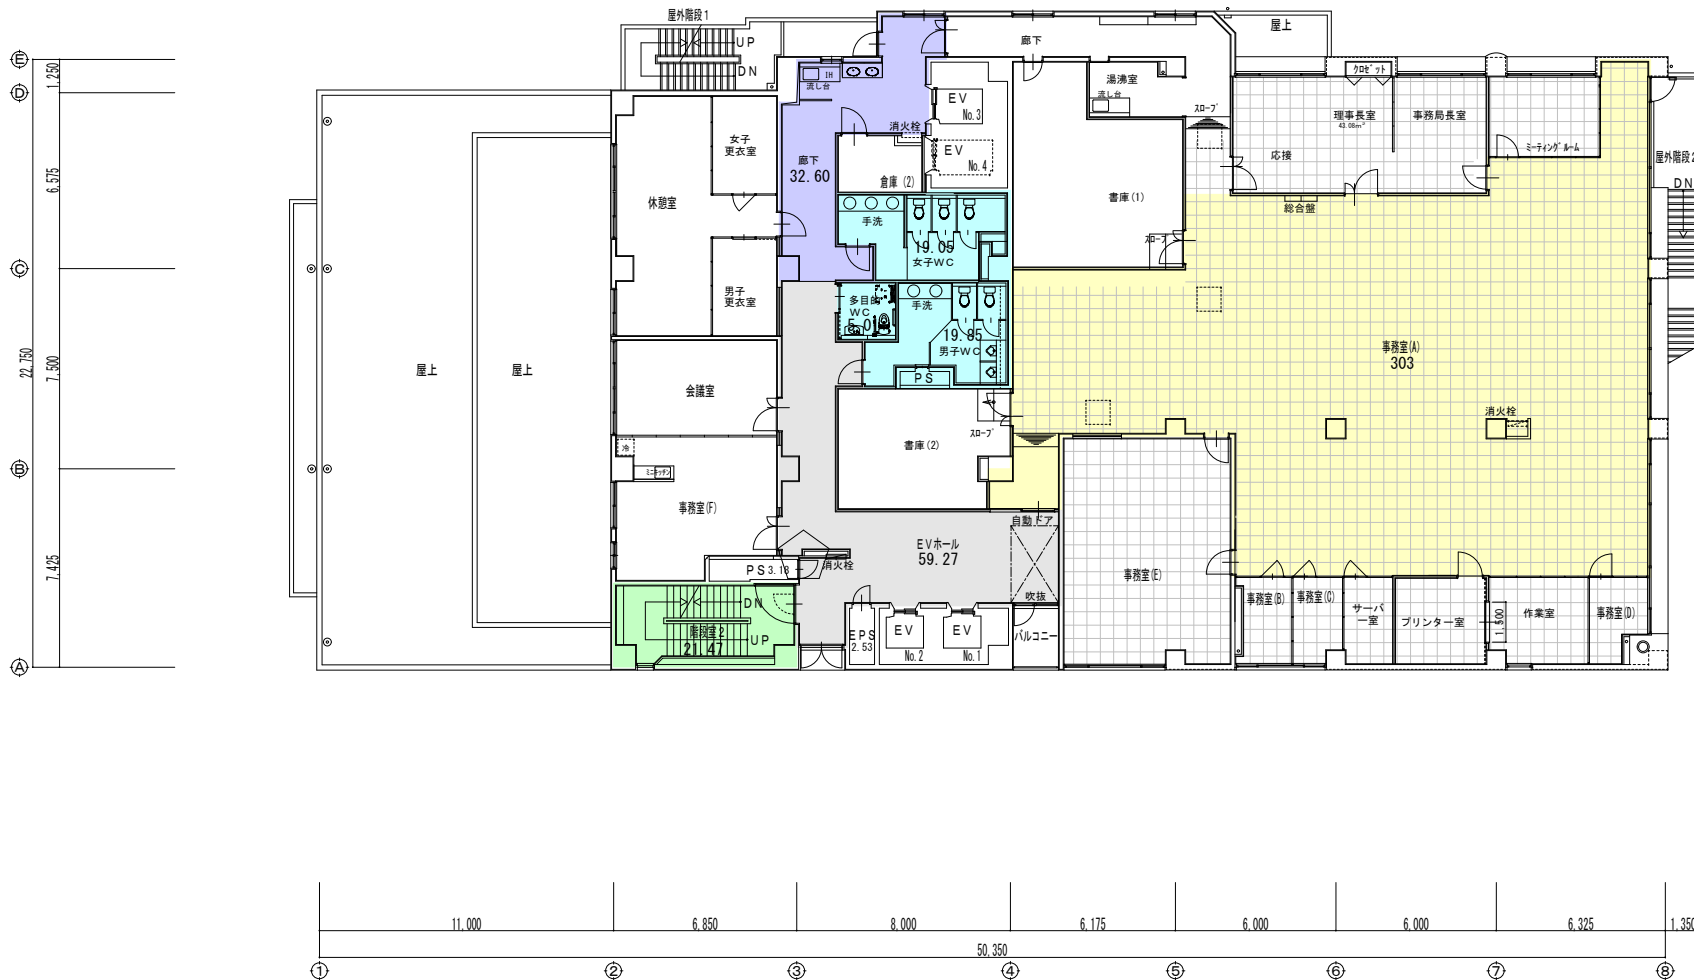 屋外階段1
UP
DN
廊下
屋上
Ⓔ
1,250
Ⓓ
IH
流し台
湯沸室
流し台
スロープ
クロゼット
理事長室
43.08m²
事務局長室
応接
ミーティングルーム
屋外階段2
DN
EV
No.3
EV
No.4
消火栓
女子
更衣室
廊下
32.60
倉庫(2)
6,575
休憩室
書庫(1)
総合盤
手洗
19.05
女子WC
スロープ
Ⓒ
男子
更衣室
多目的
WC
5.01
手洗
19.85
男子WC
PS
22,750
7,500
屋上
屋上
会議室
事務室(A)
303
消火栓
冷
ミニキッチン
書庫(2)
スロープ
Ⓑ
事務室(F)
自動ドア
EVホール
59.27
7,425
PS3.18
消火栓
吹抜
事務室(E)
DN
階段室2
UP
21.47
EPS
2.53
EV
No.2
EV
No.1
バルコニー
事務室(B)
事務室(C)
サーバ
ー室
プリンター室
1,500
作業室
事務室(D)
Ⓐ
11,000
6,850
8,000
6,175
6,000
6,000
6,325
1,350
50,350
①
②
③
④
⑤
⑥
⑦
⑧